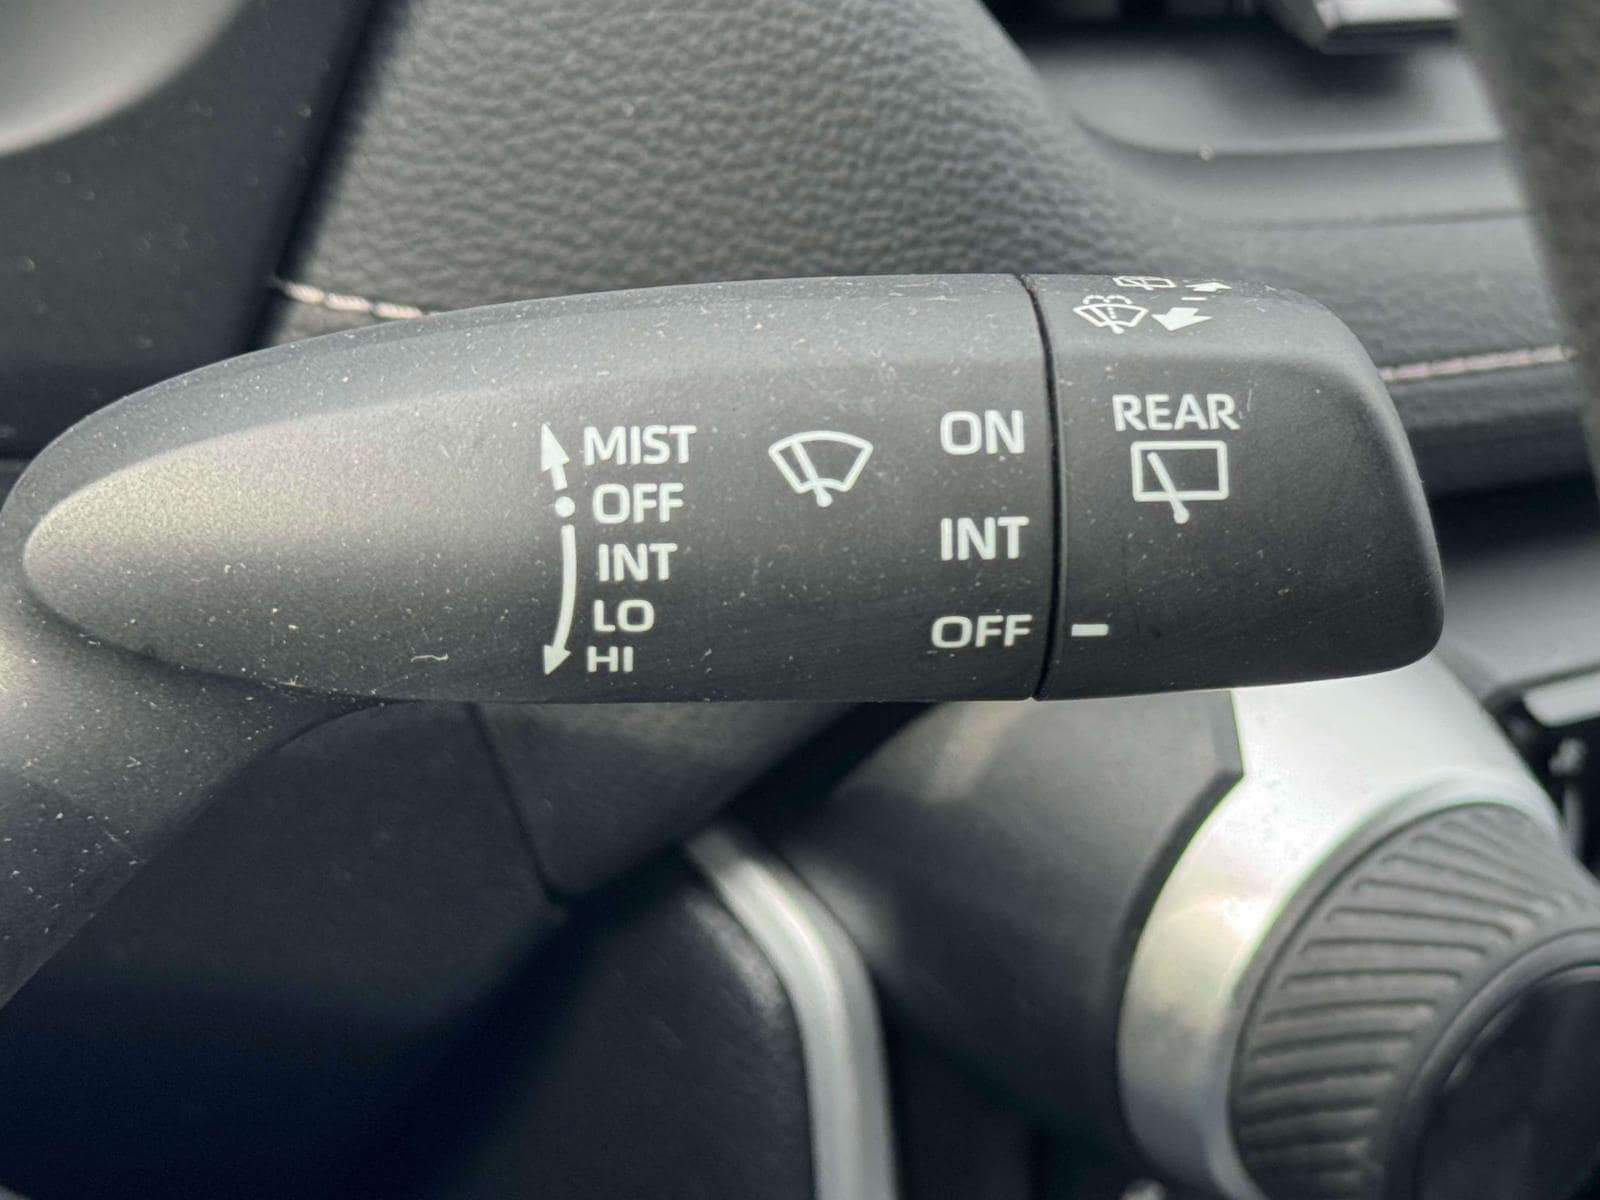 MIST
OFF
INT
LO
HI
ON
INT
OFF
REAR